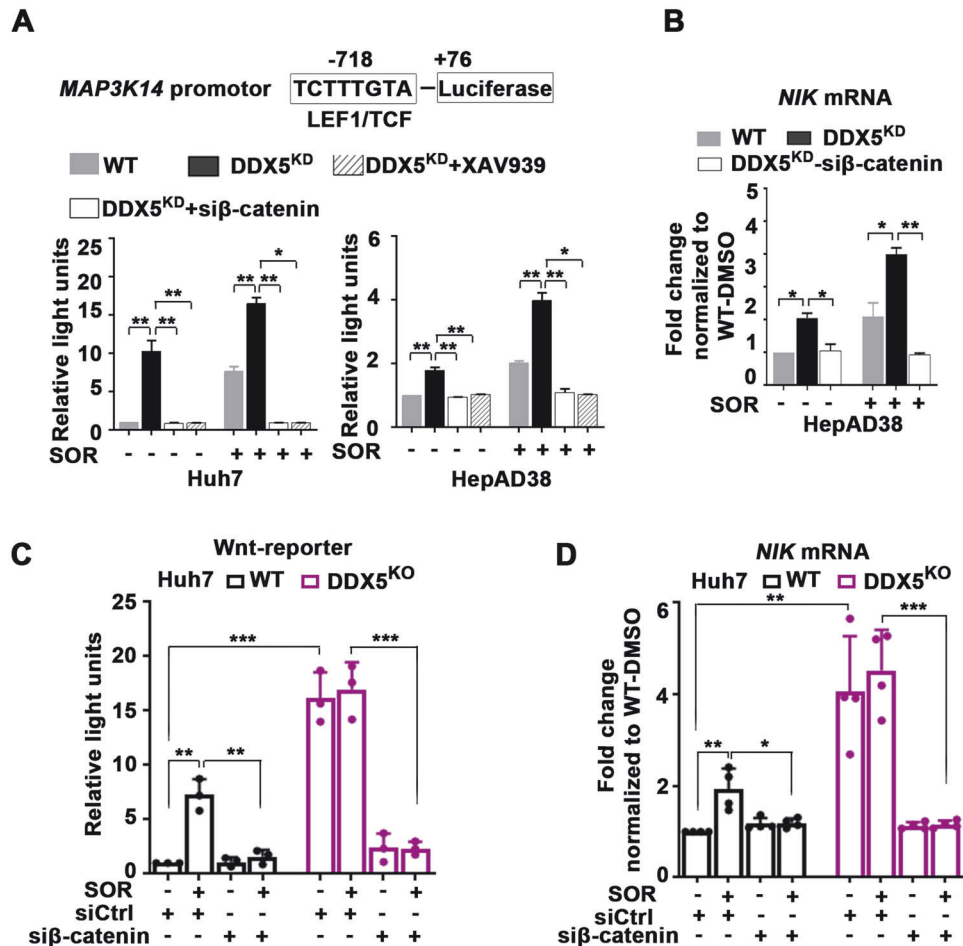 A
-718 +76
MAP3K14 promotor TCTTTGTA Luciferase
LEF1/TCF
WT DDX5KD DDX5KD+XAV939
DDX5KD+siβ-catenin
Relative light units
25
20
15
10
5
0
** ** ** ** ** *
SOR - - - - + + + +
Huh7
Relative light units
6
4
2
0
** ** ** ** ** *
SOR - - - - + + + +
HepAD38
B
NIK mRNA
WT DDX5KD
DDX5KD-siβ-catenin
Fold change
normalized to
WT-DMSO
5
4
3
2
1
0
* * * **
SOR - - - + + +
HepAD38
C
Wnt-reporter
Huh7 WT DDX5KO
Relative light units
25
20
15
10
5
0
*** *** ** **
SOR - + - + - + - +
siCtrl + + - - + + - -
siβ-catenin - - + + - - + +
D
NIK mRNA
Huh7 WT DDX5KO
Fold change
normalized to WT-DMSO
6
4
2
0
** *** ** *
SOR - + - + - + - +
siCtrl + + - - + + - -
siβ-catenin - - + + - - + +